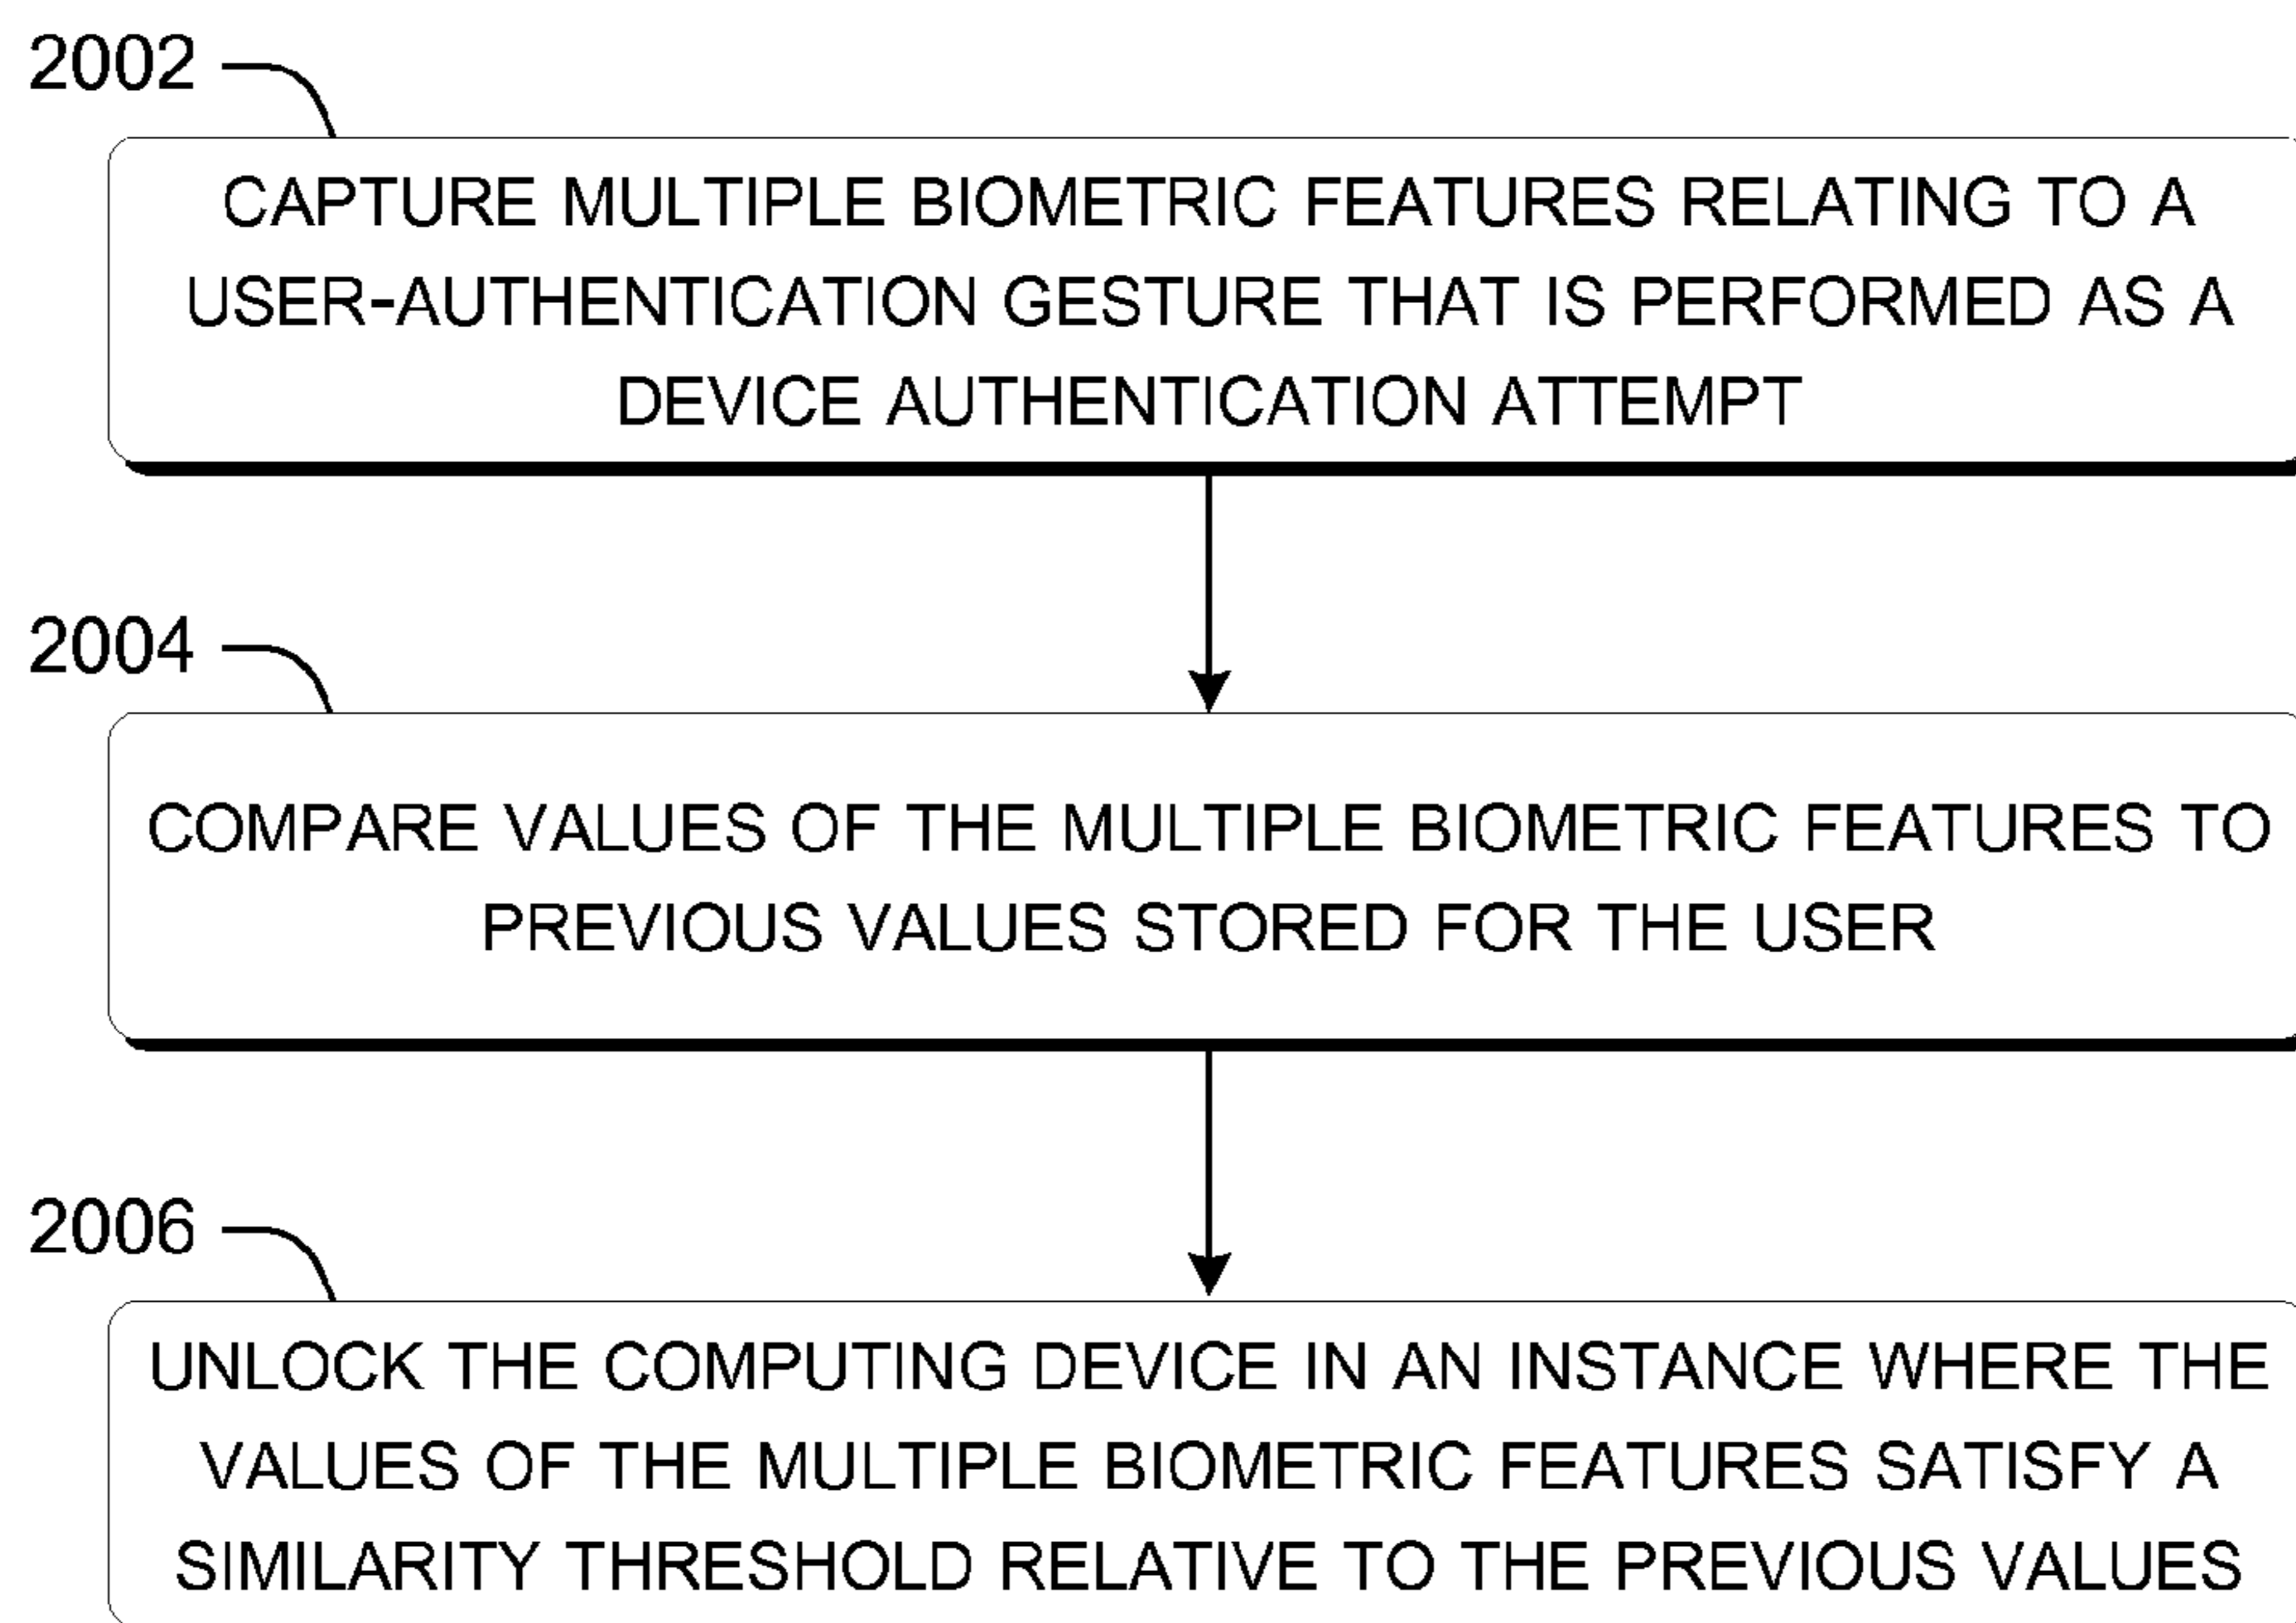 2002
CAPTURE MULTIPLE BIOMETRIC FEATURES RELATING TO A
USER-AUTHENTICATION GESTURE THAT IS PERFORMED AS A
DEVICE AUTHENTICATION ATTEMPT
2004
COMPARE VALUES OF THE MULTIPLE BIOMETRIC FEATURES TO
PREVIOUS VALUES STORED FOR THE USER
2006
UNLOCK THE COMPUTING DEVICE IN AN INSTANCE WHERE THE
VALUES OF THE MULTIPLE BIOMETRIC FEATURES SATISFY A
SIMILARITY THRESHOLD RELATIVE TO THE PREVIOUS VALUES